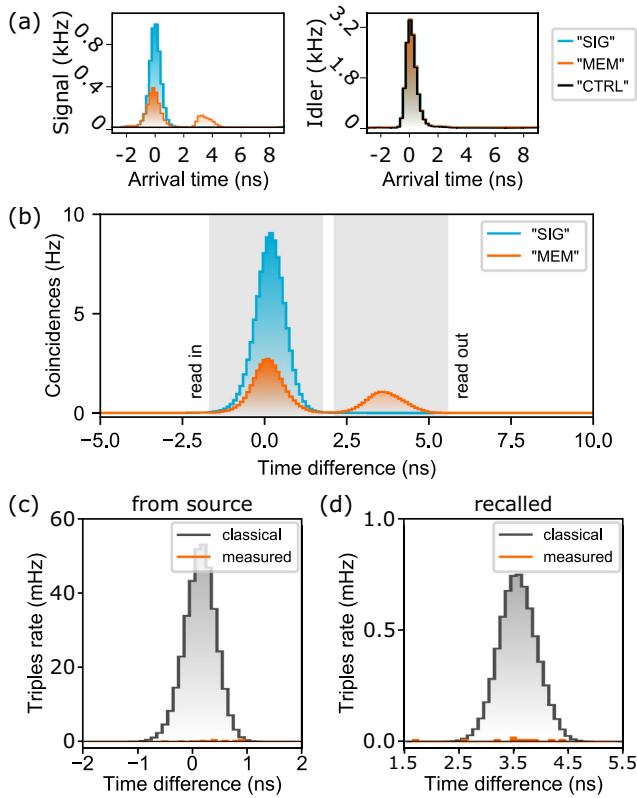 (a)
Signal (kHz)
0.8
0.4
0
-2 0 2 4 6 8
Arrival time (ns)
Idler (kHz)
3.2
1.8
0
-2 0 2 4 6 8
Arrival time (ns)
"SIG"
"MEM"
"CTRL"
(b)
Coincidences (Hz)
10
5
0
read in
read out
"SIG"
"MEM"
−5.0 −2.5 0.0 2.5 5.0 7.5 10.0
Time difference (ns)
(c) from source
Triples rate (mHz)
60
40
20
0
classical
measured
−2 −1 0 1 2
Time difference (ns)
(d) recalled
Triples rate (mHz)
1.0
0.5
0.0
classical
measured
1.5 2.5 3.5 4.5 5.5
Time difference (ns)